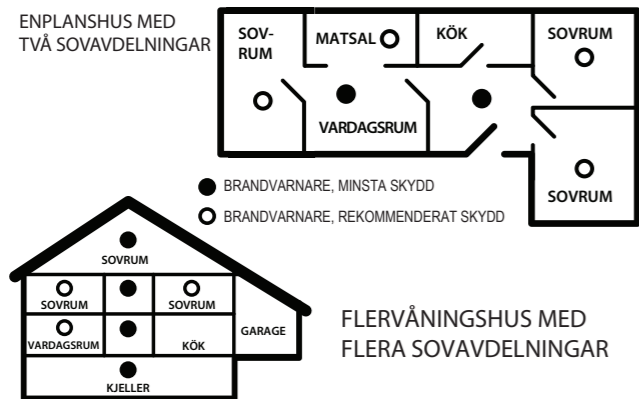 ENPLANSHUS MED
TVÅ SOVAVDELNINGAR
SOV-
RUM
MATSAL
KÖK
SOVRUM
VARDAGSRUM
SOVRUM
BRANDVARNARE, MINSTA SKYDD
BRANDVARNARE, REKOMMENDERAT SKYDD
SOVRUM
SOVRUM
SOVRUM
VARDAGSRUM
KÖK
GARAGE
KJELLER
FLERVÅNINGSHUS MED
FLERA SOVAVDELNINGAR